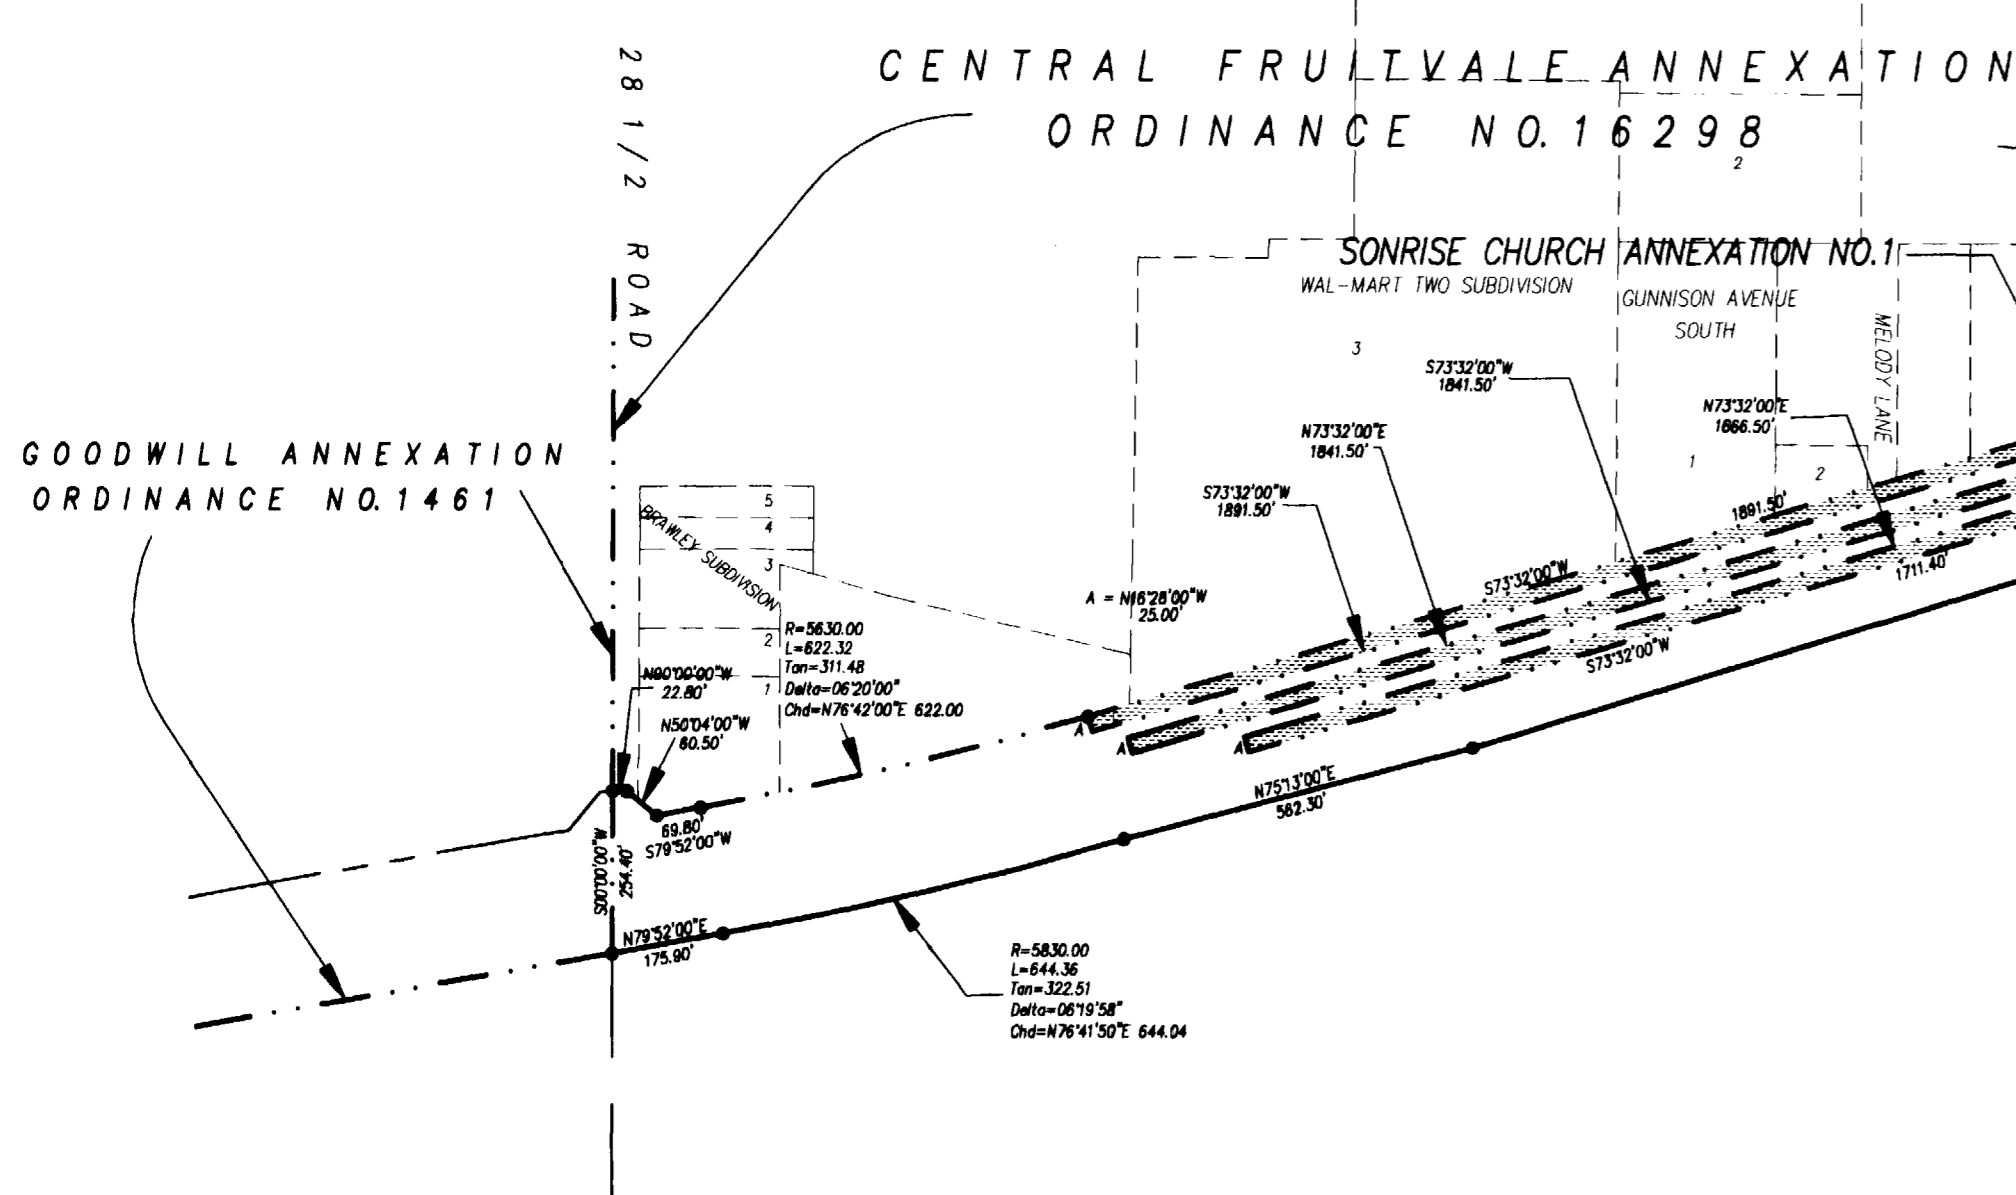 CENTRAL FRUITVALE ANNEXATION
ORDINANCE NO. 16298
28 1/2 ROAD
2
SONRISE CHURCH ANNEXATION NO. 1
WAL-MART TWO SUBDIVISION
GUNNISON AVENUE
SOUTH
MELODY LANE
3
S73°32'00"W
1841.50'
N73°32'00"E
1866.50'
N73°32'00"E
1841.50'
GOODWILL ANNEXATION
ORDINANCE NO. 1461
1
2
S73°32'00"W
1891.50'
5
4
3
2
1
BRAWLEY SUBDIVISION
1891.50'
S73°32'00"W
1711.40'
S73°32'00"W
A = N16°28'00"W
25.00'
R=5630.00
L=622.32
Tan=311.48
Delta=06°20'00"
Chd=N76°42'00"E 622.00
N90°00'00"W
22.80'
N50°04'00"W
60.50'
A
A
A
N75°13'00"E
562.30'
69.80'
S79°52'00"W
S00°00'00"W
254.40'
N79°52'00"E
175.90'
R=5830.00
L=644.36
Tan=322.51
Delta=06°19'58"
Chd=N76°41'50"E 644.04